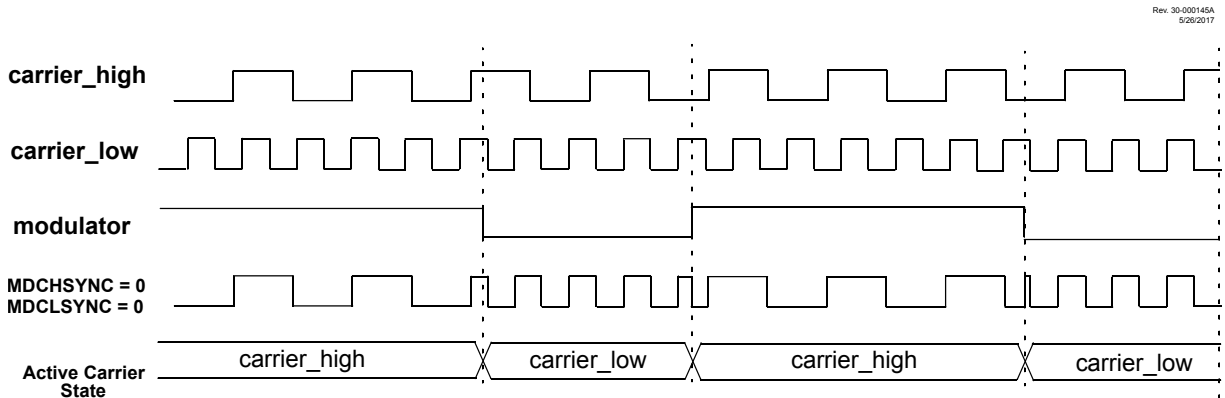 Rev. 30-000145A
5/26/2017
carrier_high
carrier_low
modulator
MDCHSYNC = 0
MDCLSYNC = 0
Active Carrier
State
carrier_high
carrier_low
carrier_high
carrier_low